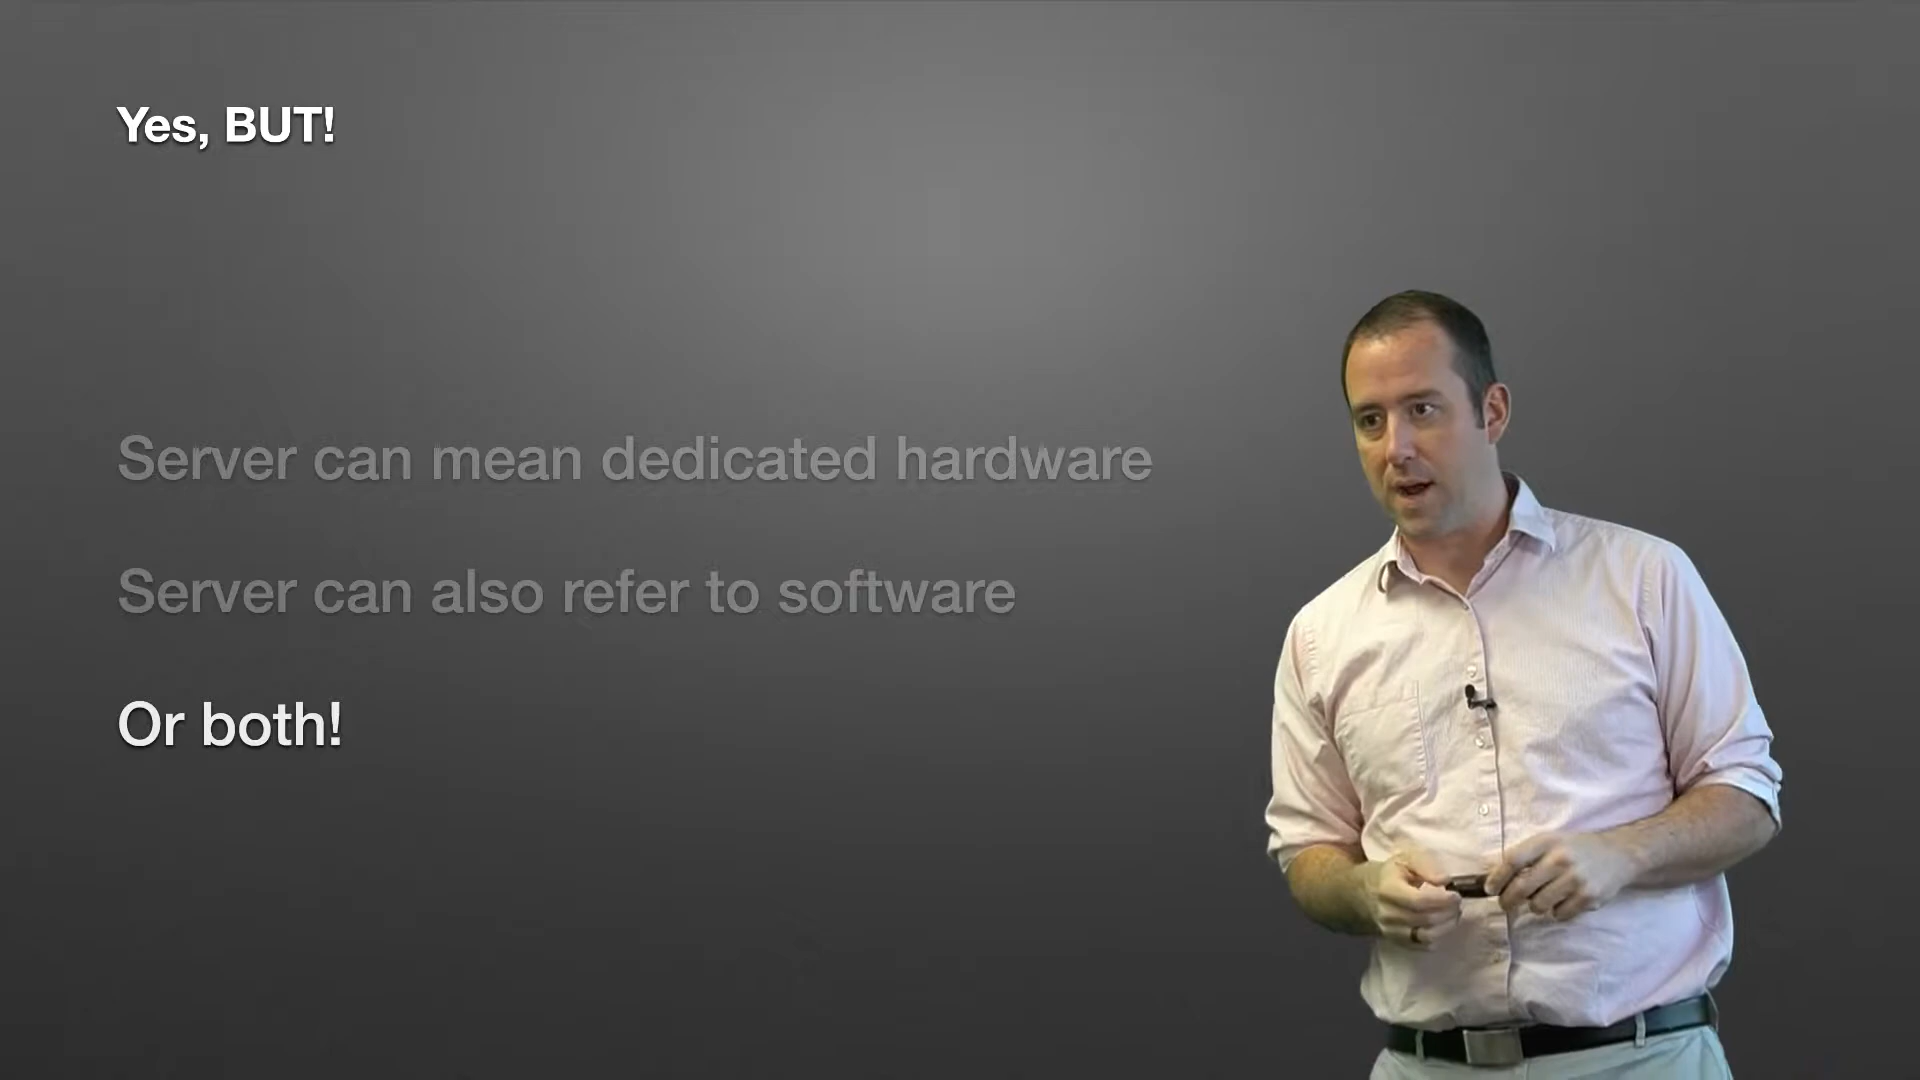 Yes, BUT!
Server can mean dedicated hardware
Server can also refer to software
Or both!